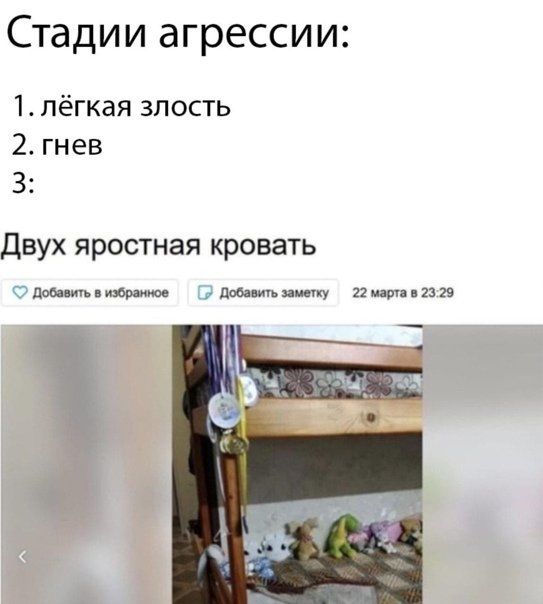 Стадии агрессии:
1. лёгкая злость
2. гнев
3:
Двух яростная кровать
Добавить в избранное Добавить заметку 22 марта в 23:29